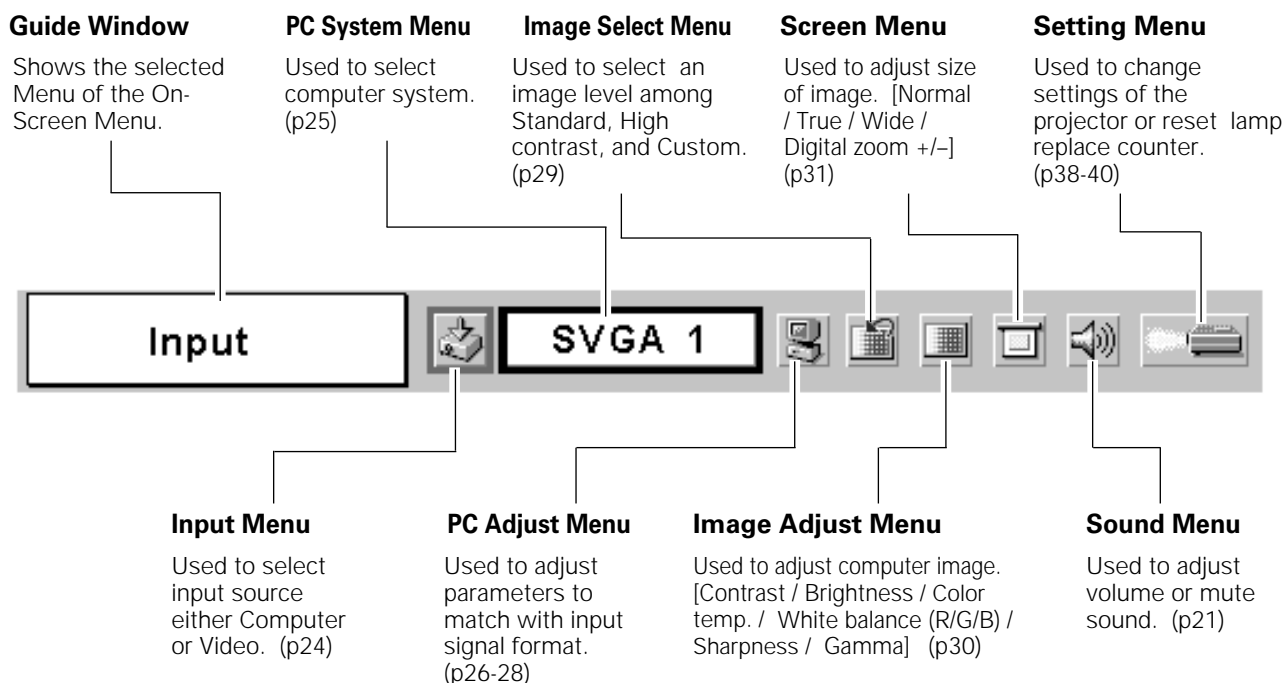 Guide Window
Shows the selected
Menu of the On-
Screen Menu.
PC System Menu
Used to select
computer system.
(p25)
Image Select Menu
Used to select an
image level among
Standard, High
contrast, and Custom.
(p29)
Screen Menu
Used to adjust size
of image. [Normal
/ True / Wide /
Digital zoom +/–]
(p31)
Setting Menu
Used to change
settings of the
projector or reset lamp
replace counter.
(p38-40)
Input
SVGA 1
Input Menu
Used to select
input source
either Computer
or Video. (p24)
PC Adjust Menu
Used to adjust
parameters to
match with input
signal format.
(p26-28)
Image Adjust Menu
Used to adjust computer image.
[Contrast / Brightness / Color
temp. / White balance (R/G/B) /
Sharpness / Gamma] (p30)
Sound Menu
Used to adjust
volume or mute
sound. (p21)